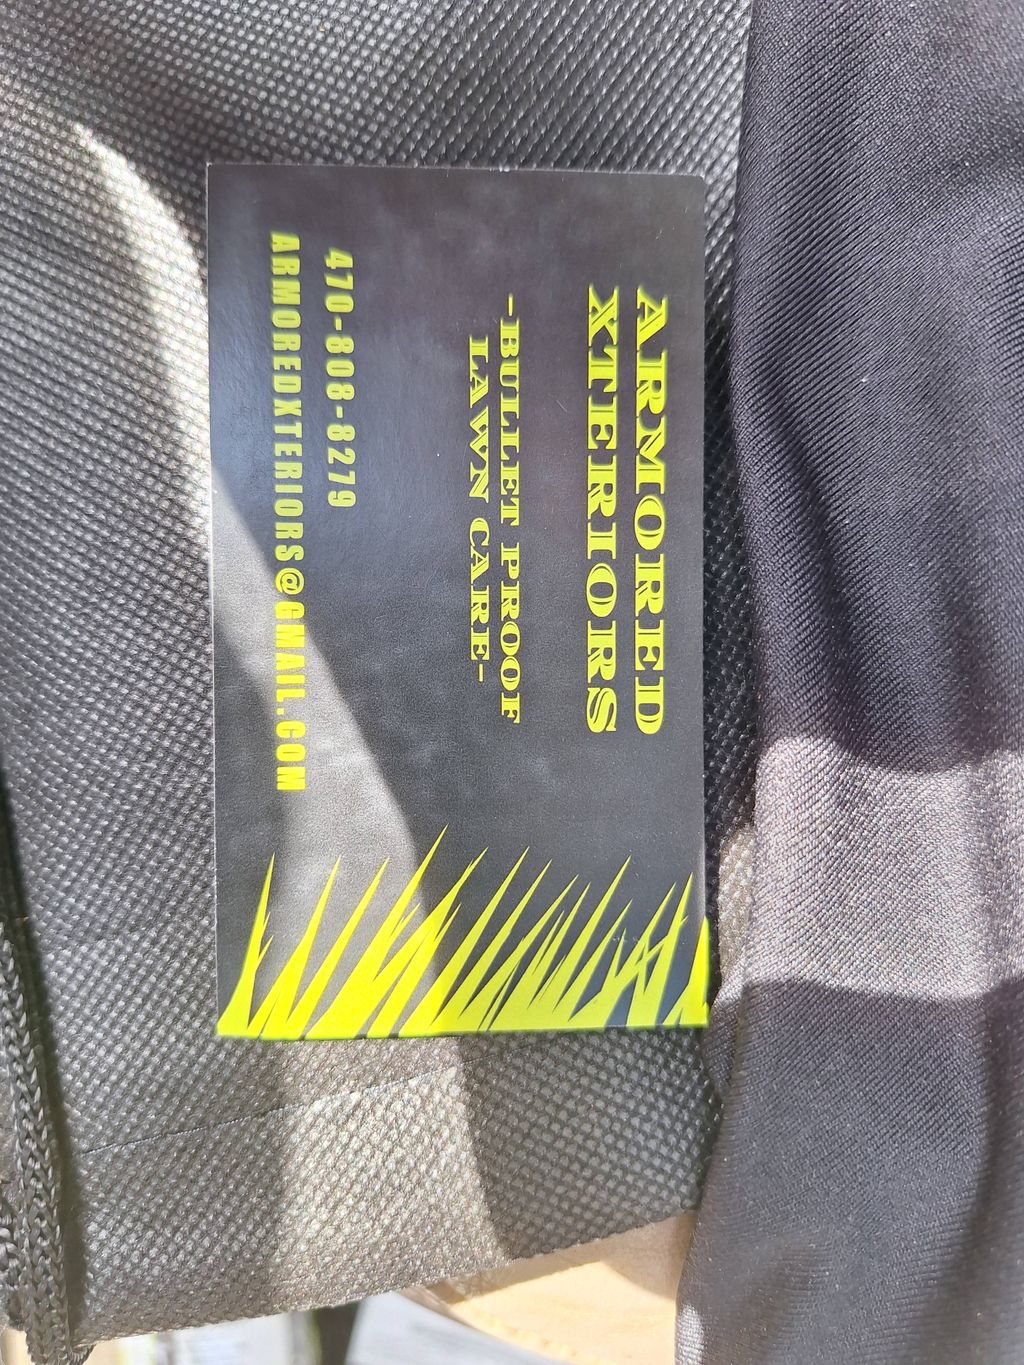 ARMORED
XTERIORS
-BULLET PROOF
LAWN CARE-
470-808-8279
ARMOREDXTERIORS@GMAIL.COM